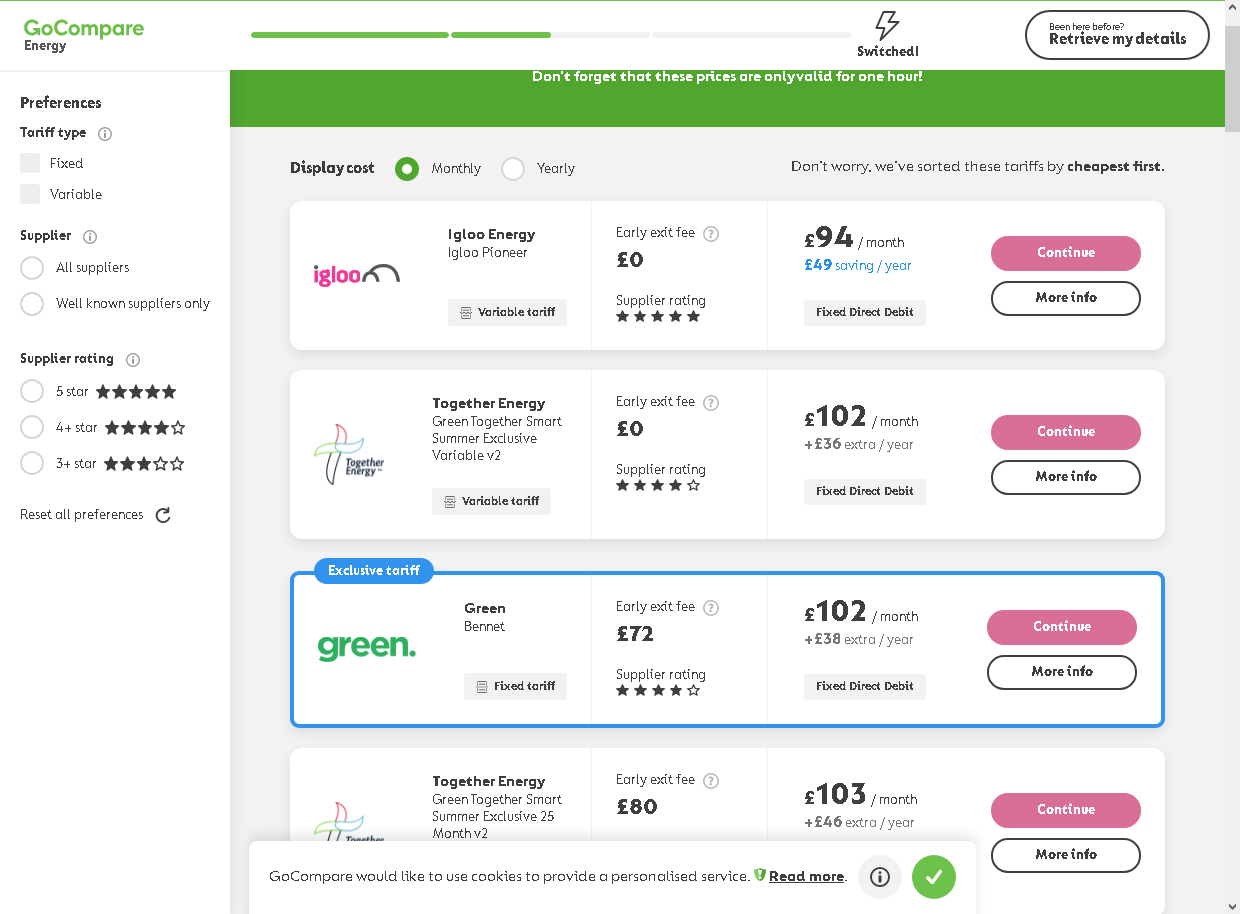 GoCompare
Energy
Switched!
Been here before?
Retrieve my details
Don't forget that these prices are only valid for one hour!
Preferences
Tariff type
Fixed
Variable
Supplier
All suppliers
Well known suppliers only
Supplier rating
5 star
4+ star
3+ star
Reset all preferences
Display cost
Monthly
Yearly
Don't worry, we've sorted these tariffs by cheapest first.
igloo
Igloo Energy
Igloo Pioneer
Variable tariff
Early exit fee
£0
Supplier rating
£94 / month
£49 saving / year
Fixed Direct Debit
Continue
More info
Together
Energy™
Together Energy
Green Together Smart
Summer Exclusive
Variable v2
Variable tariff
Early exit fee
£0
Supplier rating
£102 / month
+£36 extra / year
Fixed Direct Debit
Continue
More info
Exclusive tariff
green.
Green
Bennet
Fixed tariff
Early exit fee
£72
Supplier rating
£102 / month
+£38 extra / year
Fixed Direct Debit
Continue
More info
Together
Together Energy
Green Together Smart
Summer Exclusive 25
Month v2
Early exit fee
£80
£103 / month
+£46 extra / year
Continue
More info
GoCompare would like to use cookies to provide a personalised service. Read more.